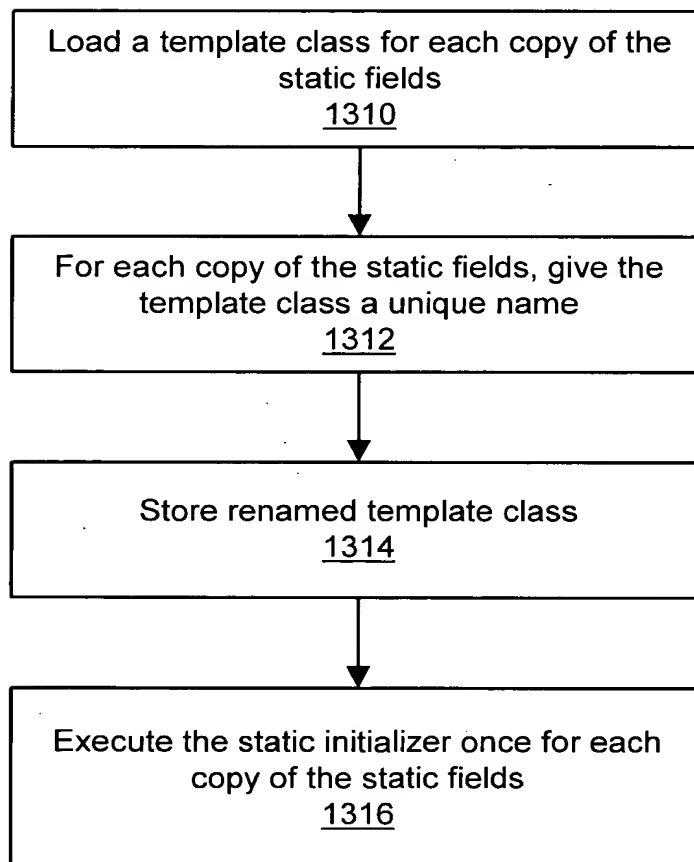 Load a template class for each copy of the
static fields
1310
For each copy of the static fields, give the
template class a unique name
1312
Store renamed template class
1314
Execute the static initializer once for each
copy of the static fields
1316